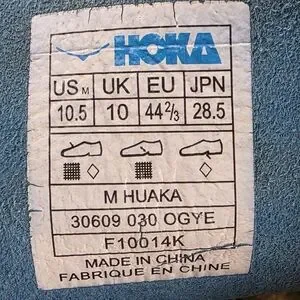 HOKA
US M UK EU JPN
10.5 10 44 2/3 28.5
M HUAKA
30609 030 OGYE
F10014K
MADE IN CHINA
FABRIQUE EN CHINE